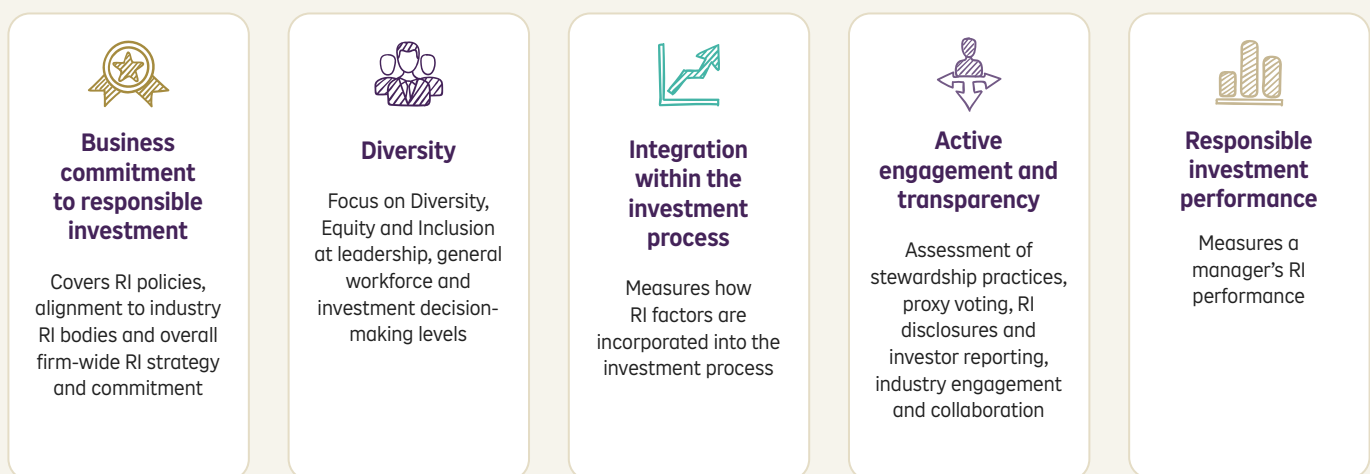 Business
commitment
to responsible
investment
Covers RI policies,
alignment to industry
RI bodies and overall
firm-wide RI strategy
and commitment
Diversity
Focus on Diversity,
Equity and Inclusion
at leadership, general
workforce and
investment decision-
making levels
Integration
within the
investment
process
Measures how
RI factors are
incorporated into the
investment process
Active
engagement and
transparency
Assessment of
stewardship practices,
proxy voting, RI
disclosures and
investor reporting,
industry engagement
and collaboration
Responsible
investment
performance
Measures a
manager’s RI
performance